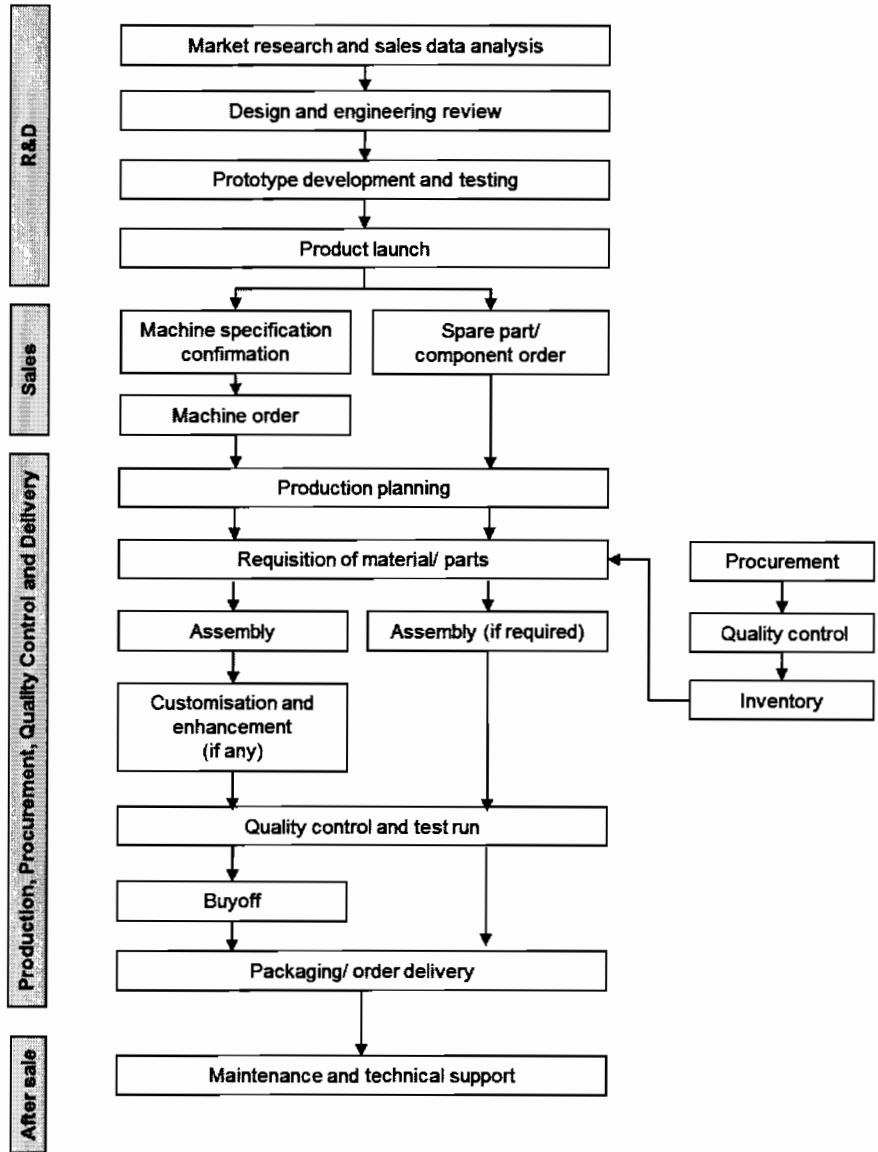 R&D
Market research and sales data analysis
Design and engineering review
Prototype development and testing
Product launch
Sales
Machine specification
confirmation
Spare part/
component order
Machine order
Production, Procurement, Quality Control and Delivery
Production planning
Requisition of material/ parts
Procurement
Assembly
Assembly (if required)
Quality control
Customisation and
enhancement
(if any)
Inventory
Quality control and test run
Buyoff
Packaging/ order delivery
After sale
Maintenance and technical support